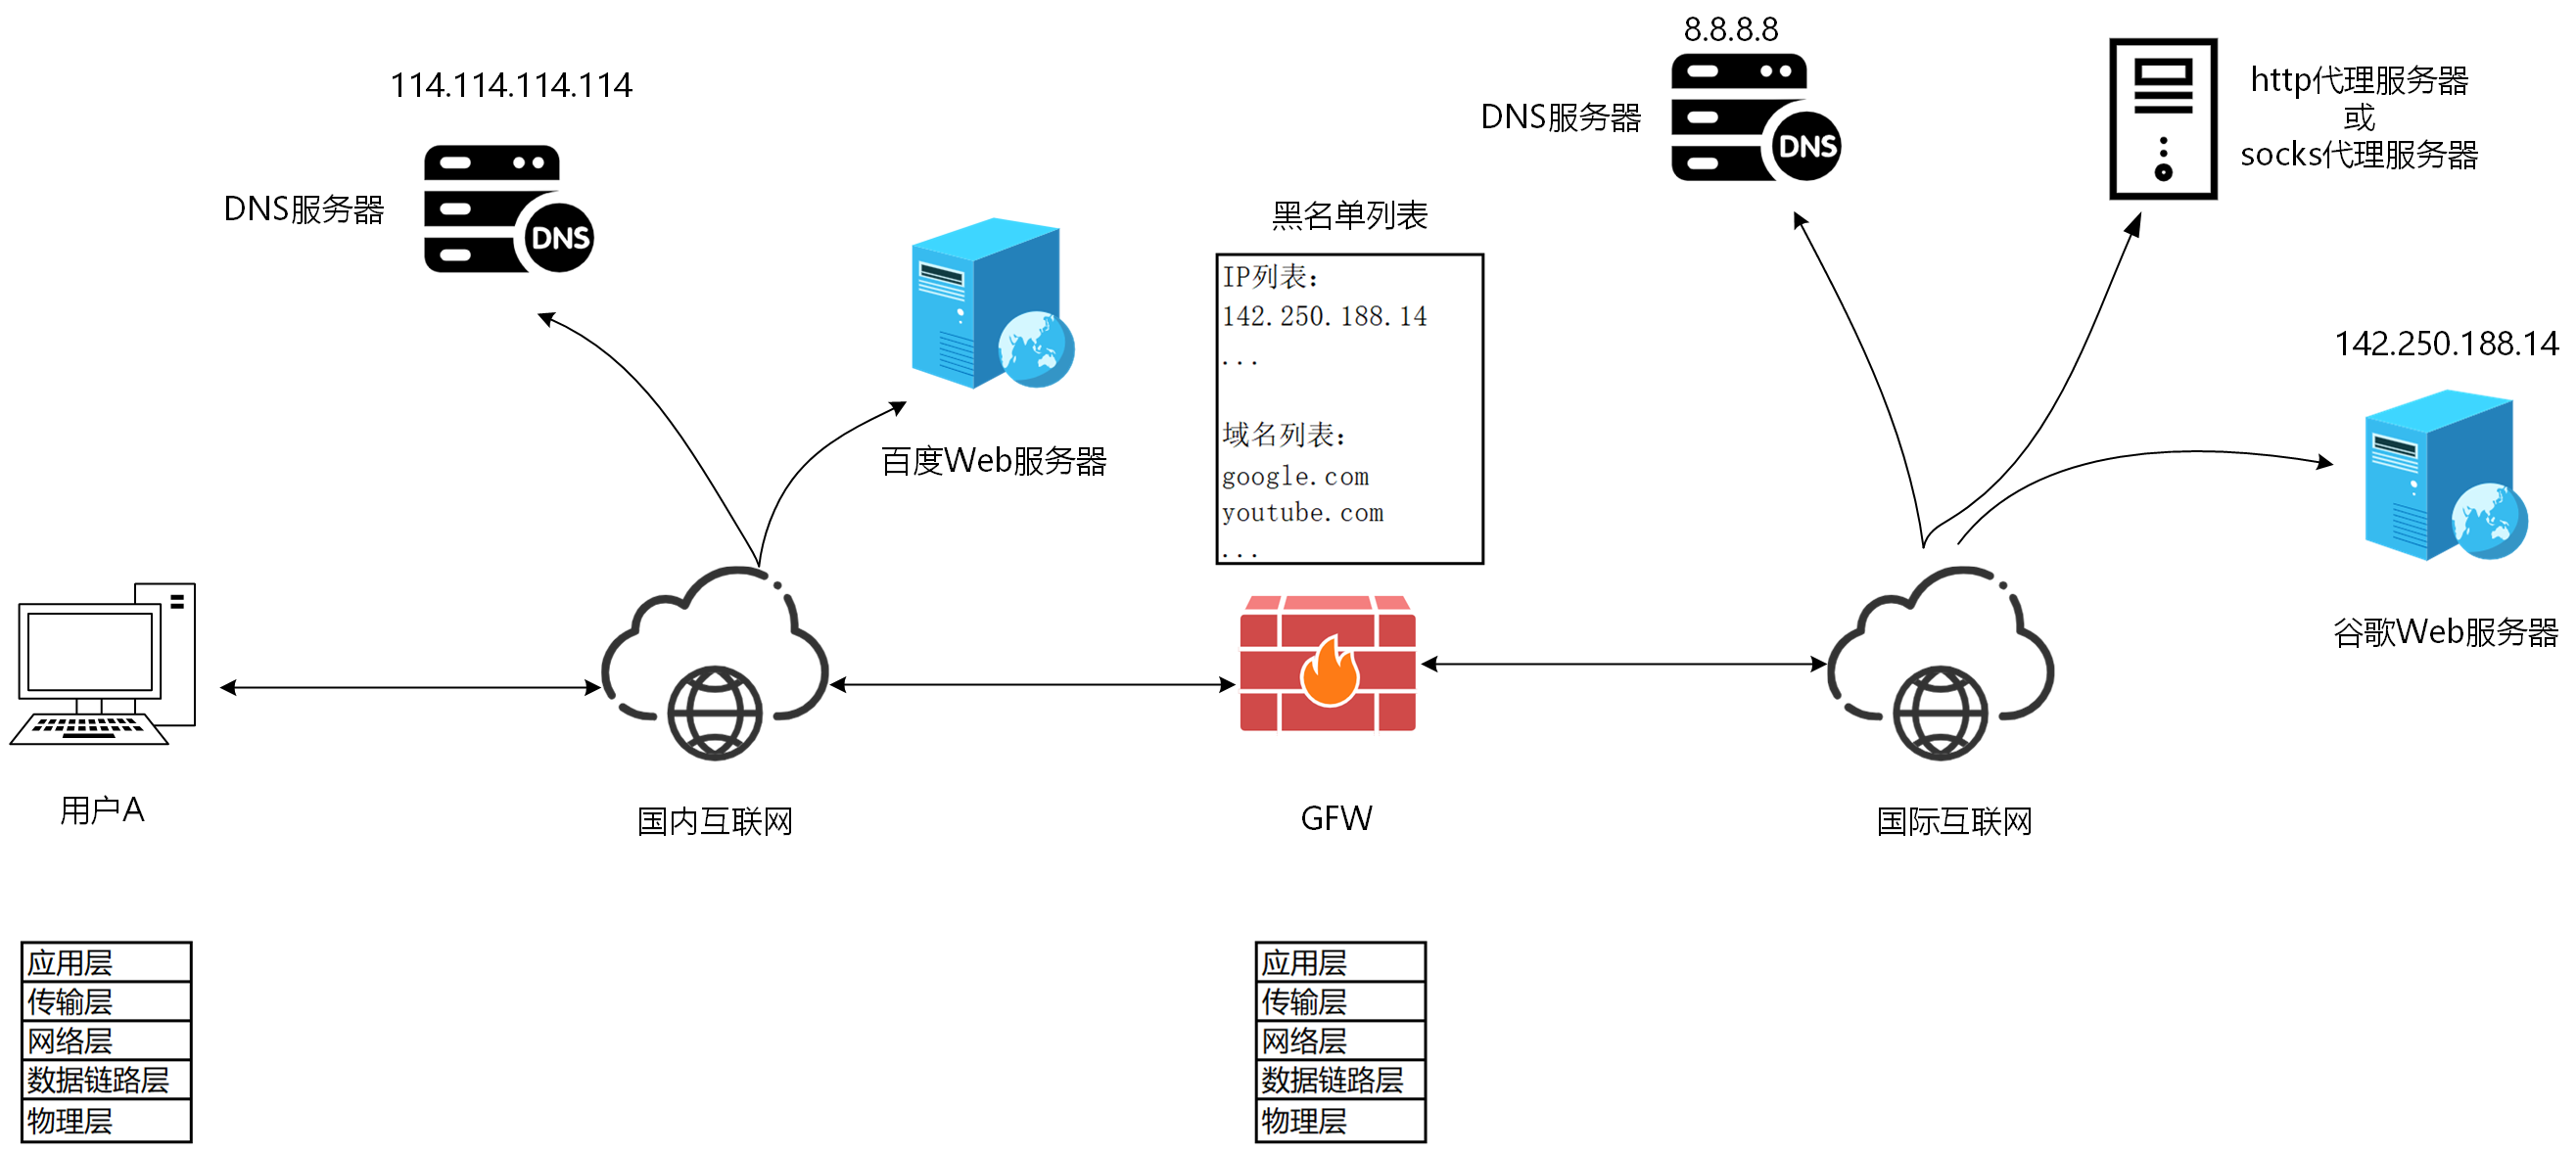 114.114.114.114
DNS服务器
DNS
百度Web服务器
黑名单列表
IP列表：
142.250.188.14
...
域名列表：
google.com
youtube.com
...
8.8.8.8
DNS服务器
DNS
http代理服务器
或
socks代理服务器
142.250.188.14
谷歌Web服务器
用户A
国内互联网
GFW
国际互联网
应用层
传输层
网络层
数据链路层
物理层
应用层
传输层
网络层
数据链路层
物理层